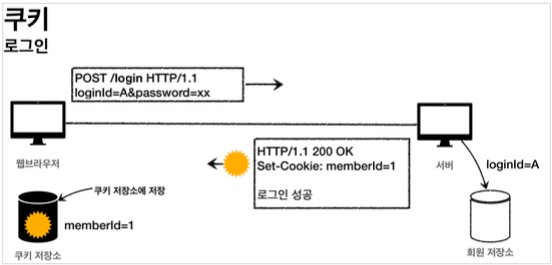 쿠키
로그인
POST /login HTTP/1.1
loginId=A&password=xx
웹브라우저
HTTP/1.1 200 OK
Set-Cookie: memberId=1
로그인 성공
서버
loginId=A
쿠키 저장소에 저장
memberId=1
쿠키 저장소
회원 저장소